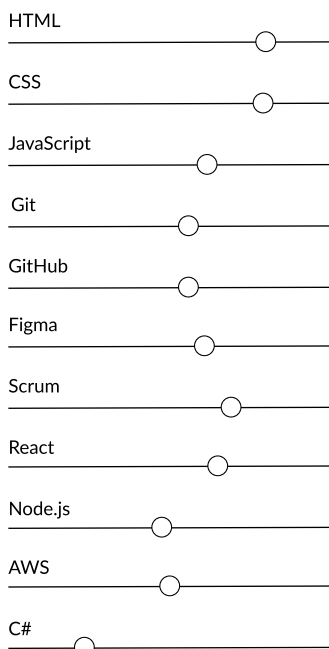 HTML
CSS
JavaScript
Git
GitHub
Figma
Scrum
React
Node.js
AWS
C#